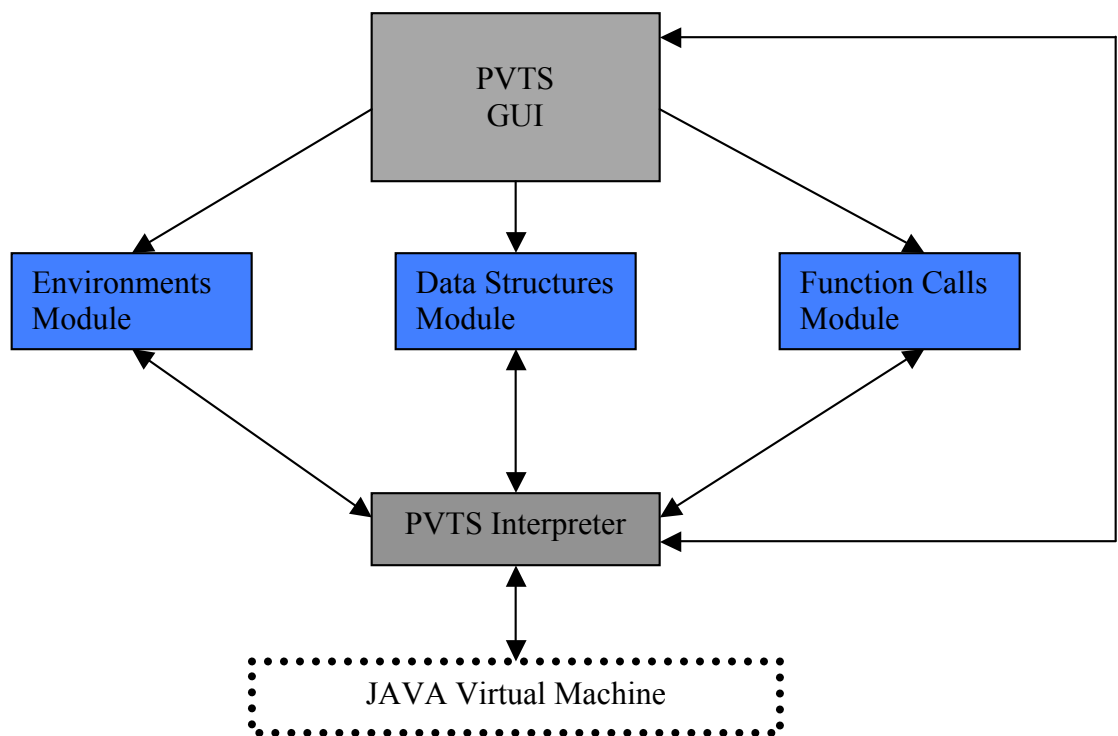 PVTS
GUI
Environments
Module
Data Structures
Module
Function Calls
Module
PVTS Interpreter
JAVA Virtual Machine